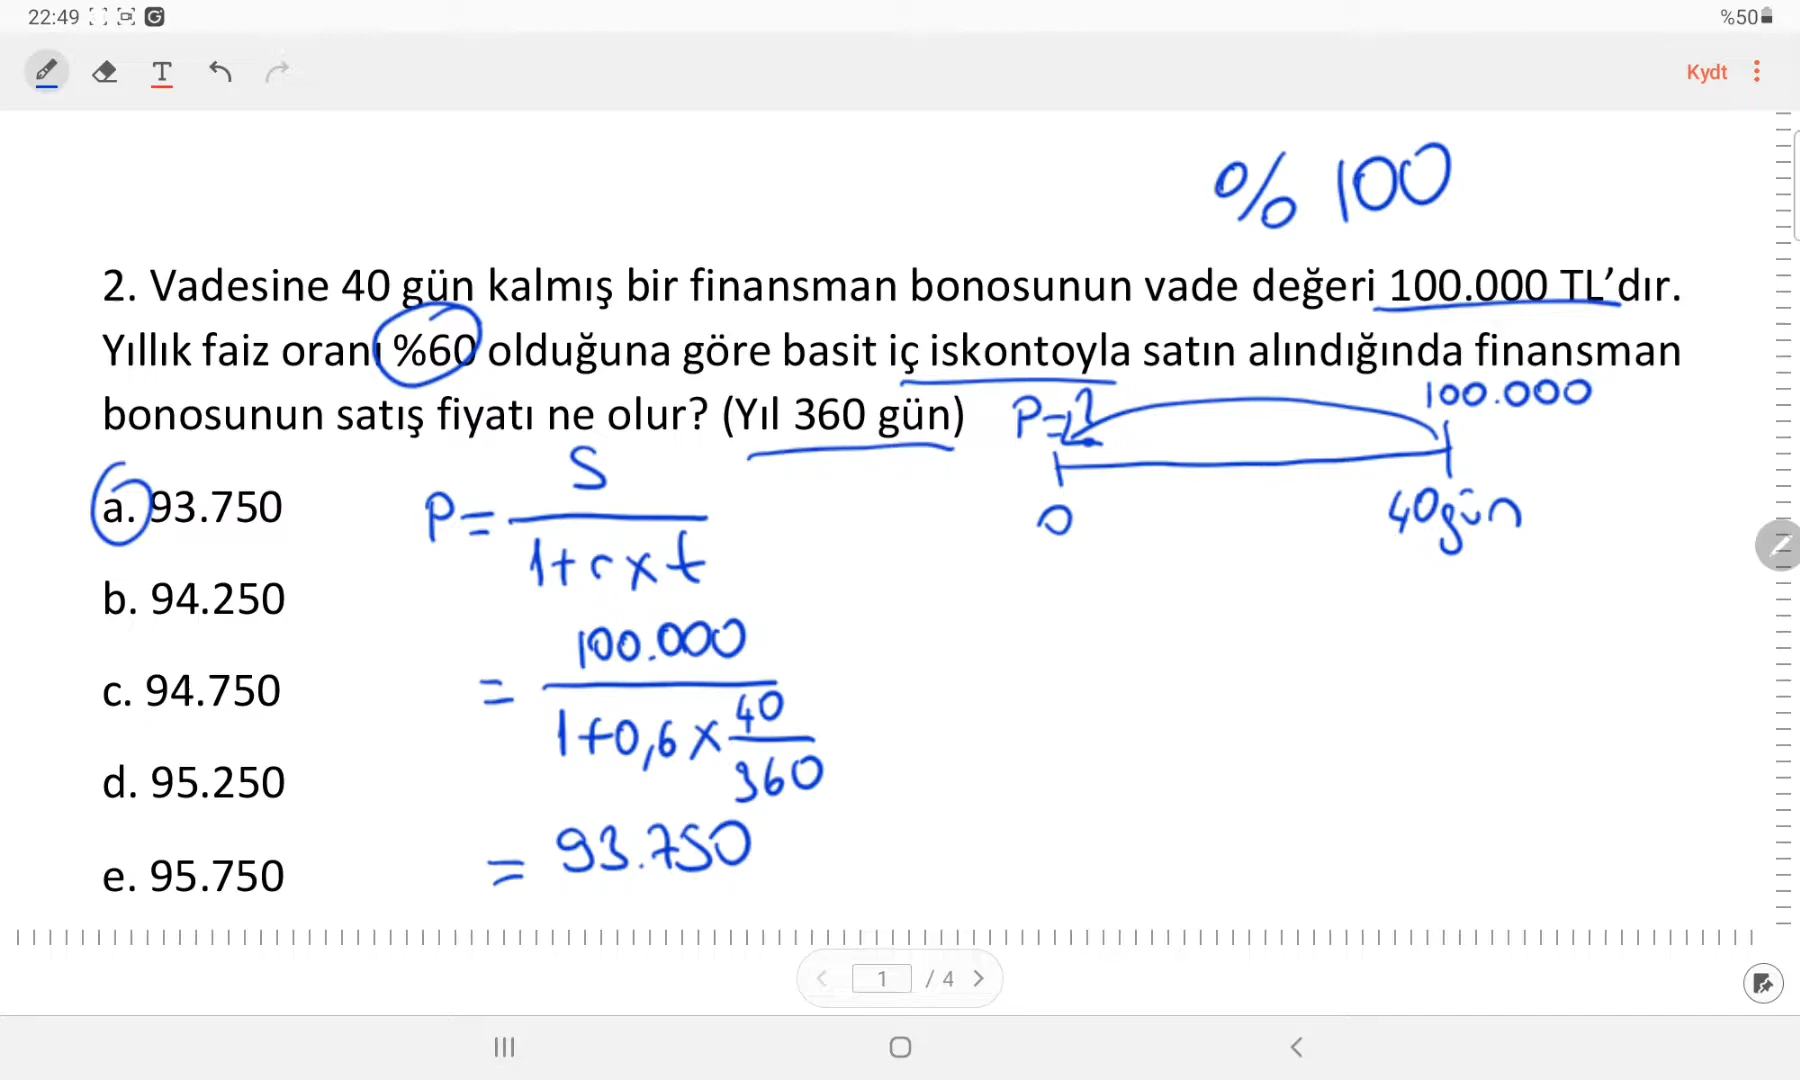 22:49
%50
T
Kydt
% 100
2. Vadesine 40 gün kalmış bir finansman bonosunun vade değeri 100.000 TL’dır.
Yıllık faiz oranı %60 olduğuna göre basit iç iskontoyla satın alındığında finansman
bonosunun satış fiyatı ne olur? (Yıl 360 gün)
P=?
100.000
0
40 gün
a. 93.750
b. 94.250
c. 94.750
d. 95.250
e. 95.750
S
P=
1+r×t
100.000
=
1+0,6×40/360
= 93.750
1 / 4